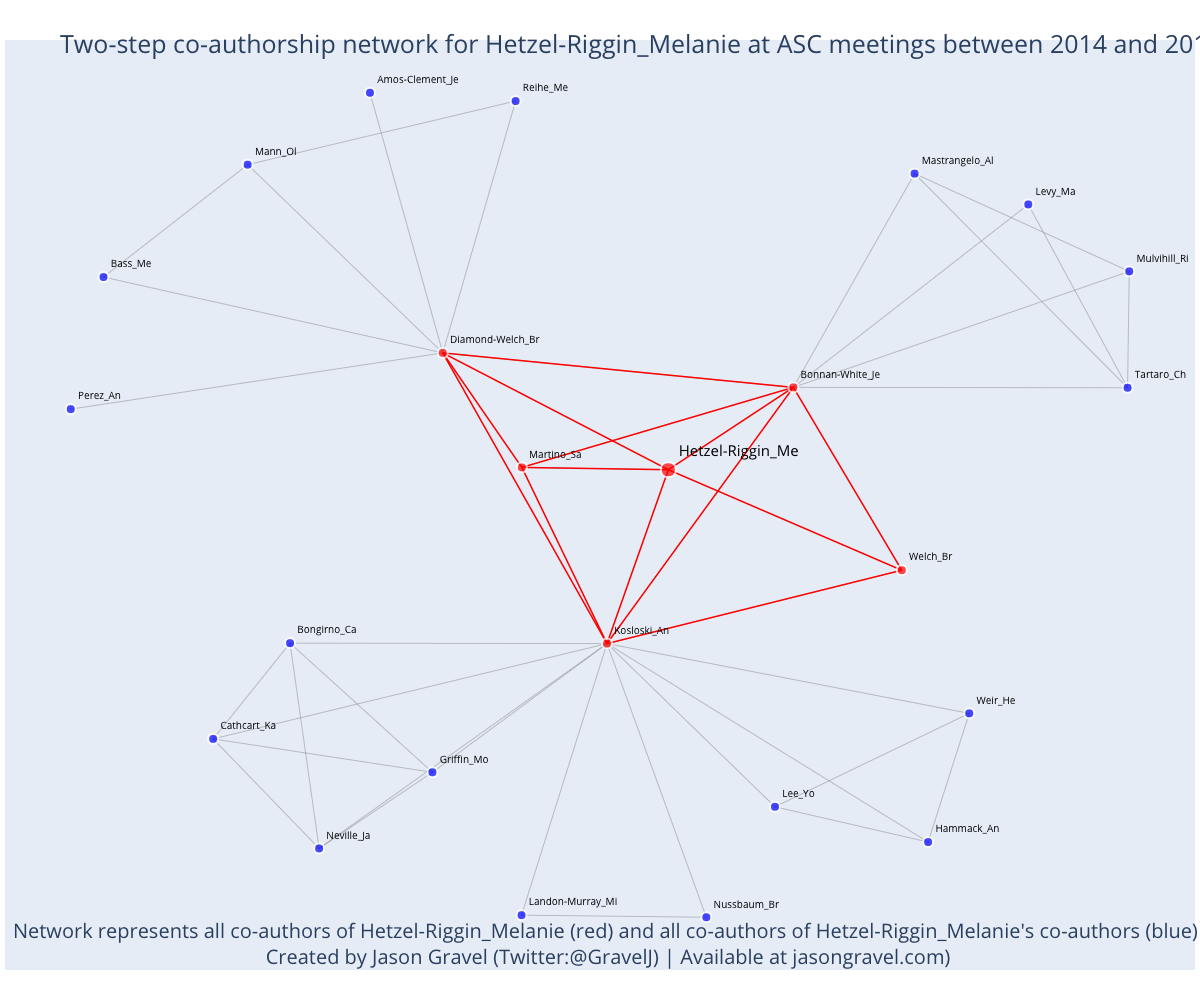 Two-step co-authorship network for Hetzel-Riggin_Melanie at ASC meetings between 2014 and 201
Amos-Clement_Je
Reihe_Me
Mann_Ol
Mastrangelo_Al
Levy_Ma
Bass_Me
Mulvihill_Ri
Diamond-Welch_Br
Bonnan-White_Je
Tartaro_Ch
Perez_An
Martino_Sa
Hetzel-Riggin_Me
Welch_Br
Bongirno_Ca
Kosloski_An
Weir_He
Cathcart_Ka
Griffin_Mo
Lee_Yo
Neville_Ja
Hammack_An
Landon-Murray_Mi
Nussbaum_Br
Network represents all co-authors of Hetzel-Riggin_Melanie (red) and all co-authors of Hetzel-Riggin_Melanie's co-authors (blue)
Created by Jason Gravel (Twitter:@GravelJ) | Available at jasongravel.com)